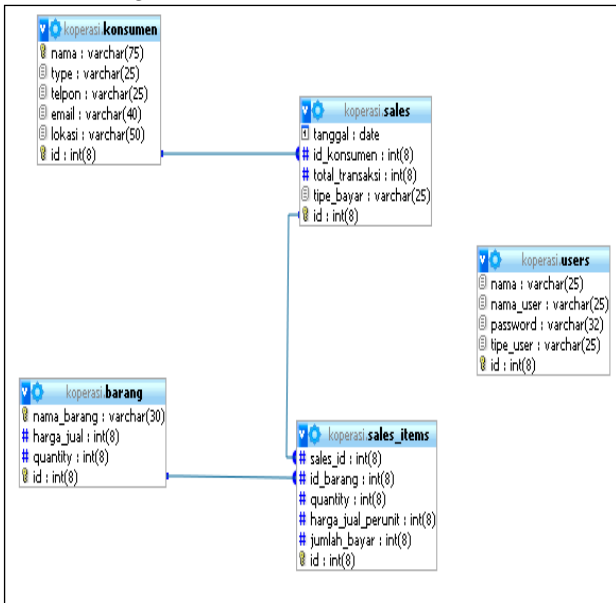 koperasi.konsumen
nama : varchar(75)
type : varchar(25)
telpon : varchar(25)
email : varchar(40)
lokasi : varchar(50)
id : int(8)
koperasi.sales
tanggal : date
# id_konsumen : int(8)
# total_transaksi : int(8)
tipe_bayar : varchar(25)
id : int(8)
koperasi.users
nama : varchar(25)
nama_user : varchar(25)
password : varchar(32)
tipe_user : varchar(25)
id : int(8)
koperasi.barang
nama_barang : varchar(30)
# harga_jual : int(8)
# quantity : int(8)
id : int(8)
koperasi.sales_items
# sales_id : int(8)
# id_barang : int(8)
# quantity : int(8)
# harga_jual_perunit : int(8)
# jumlah_bayar : int(8)
id : int(8)